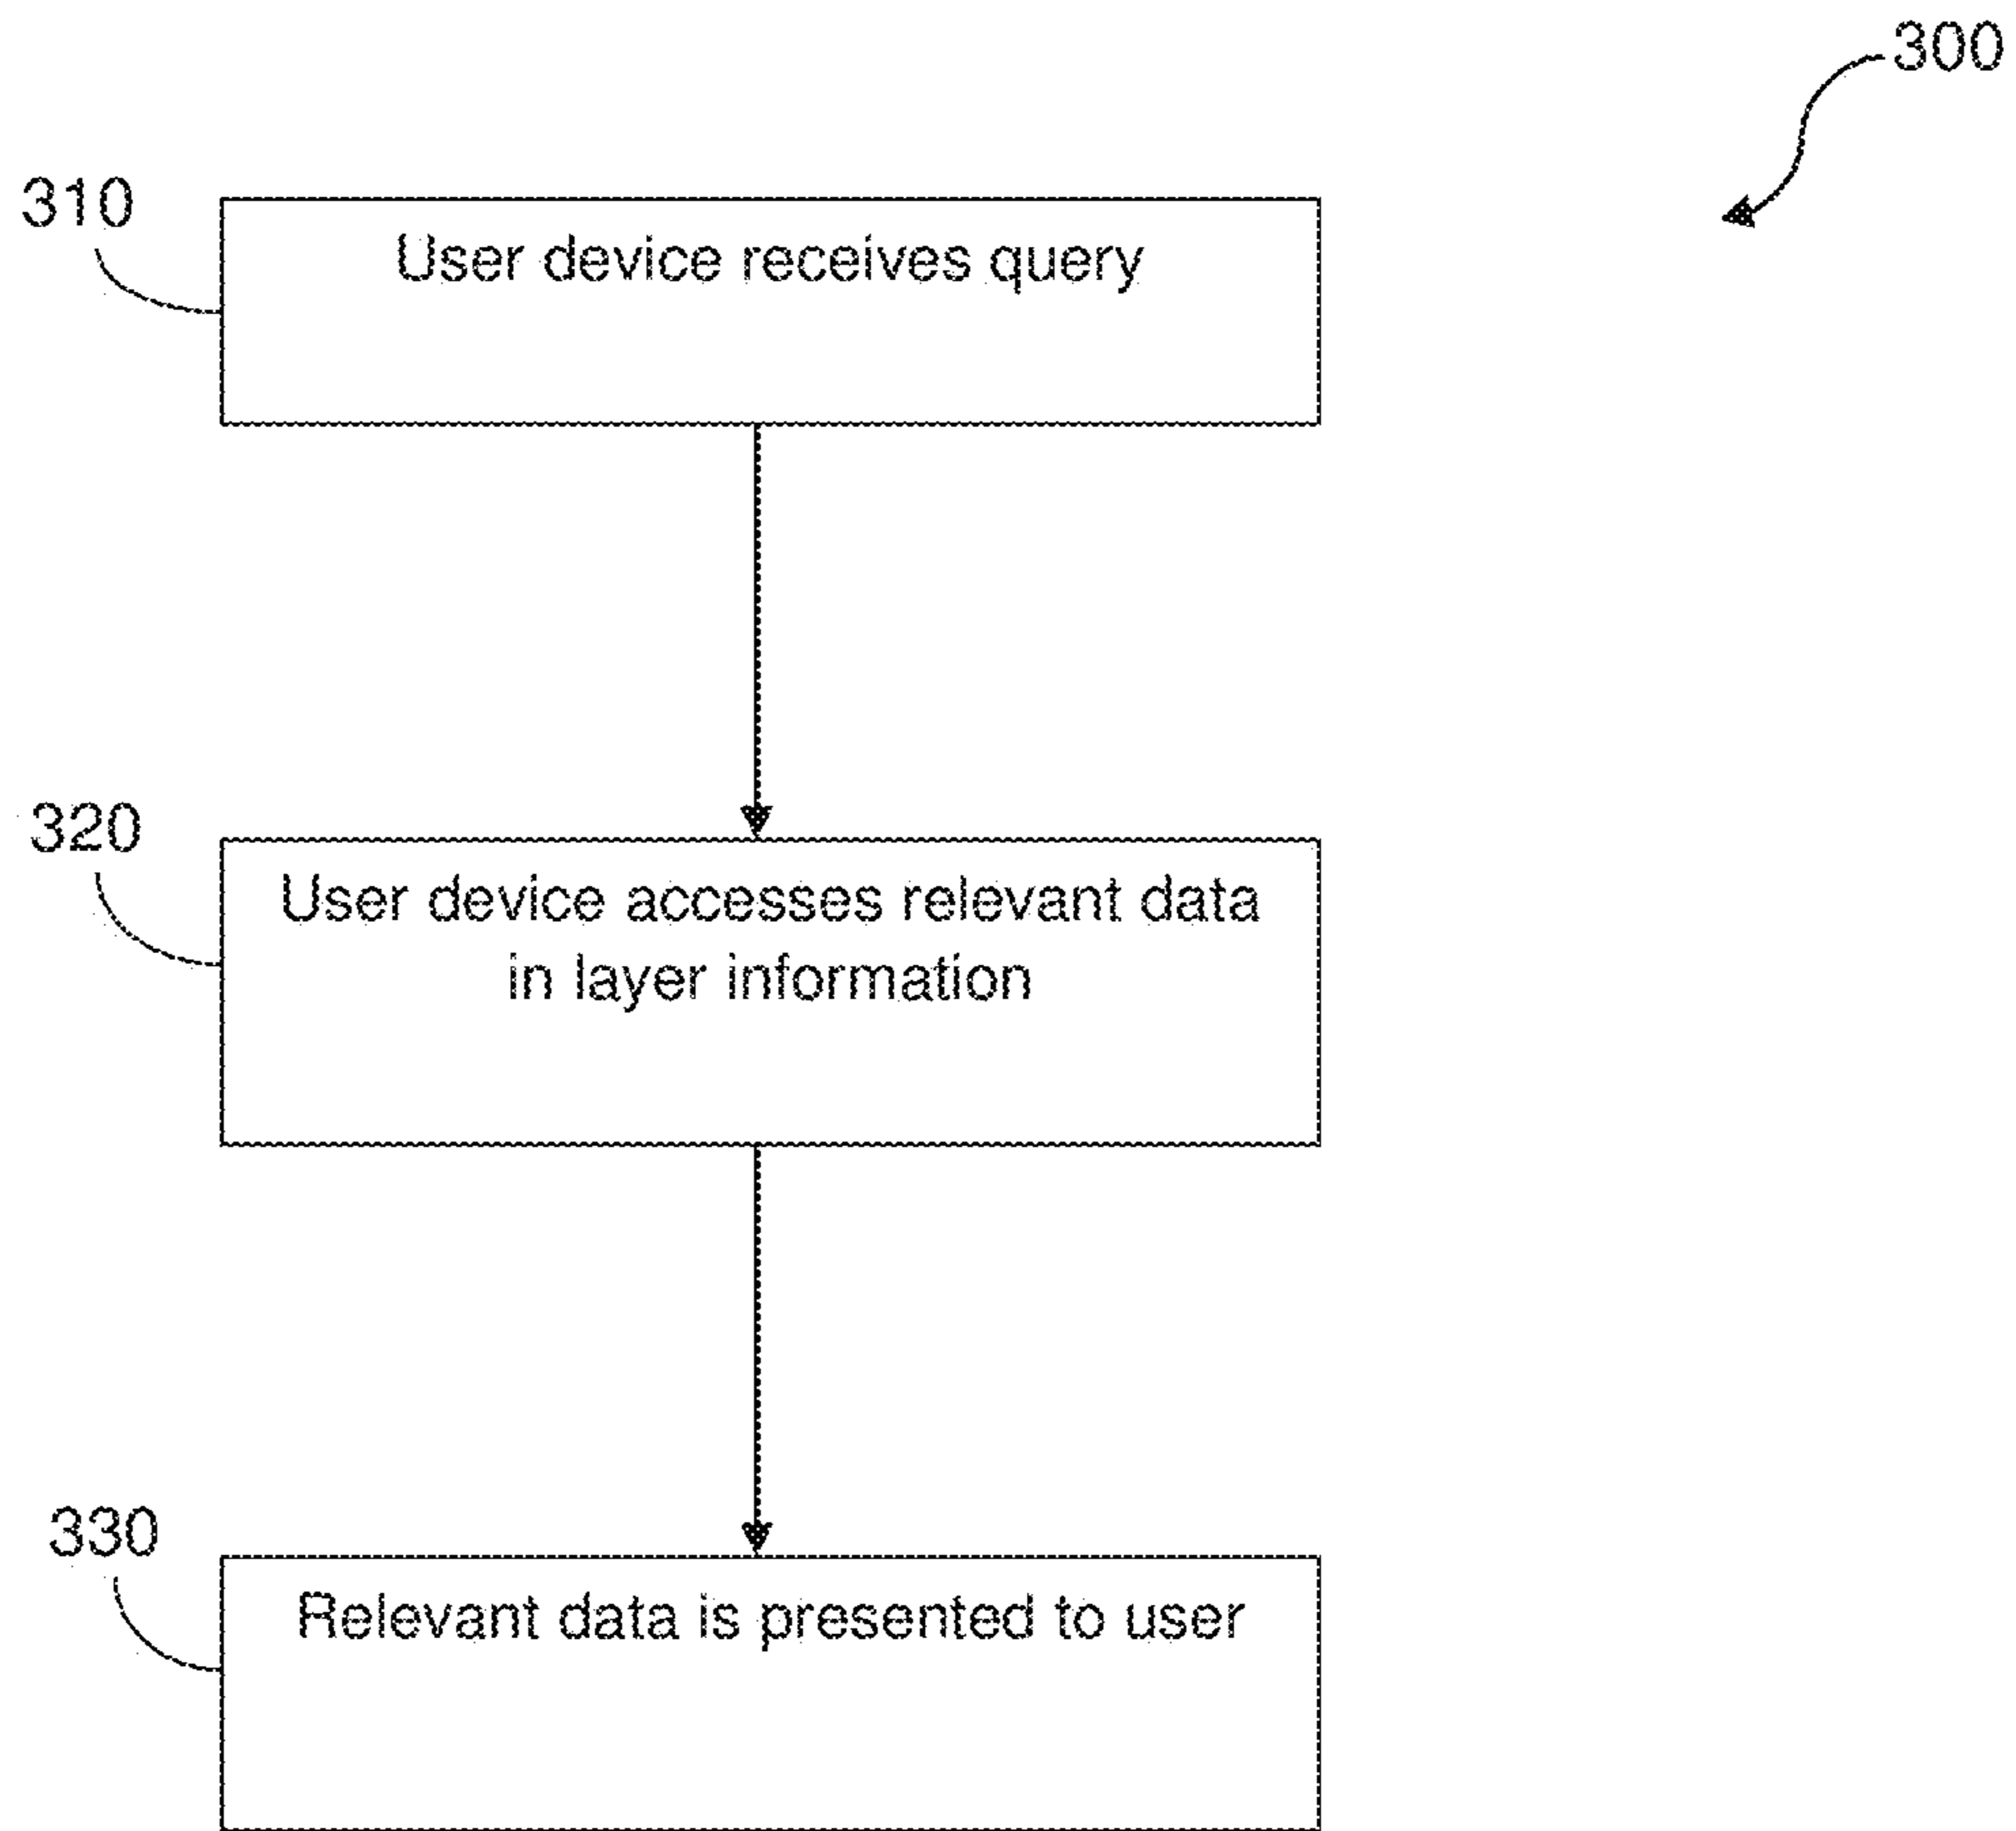 300
310
User device receives query
320
User device accesses relevant data
in layer information
330
Relevant data is presented to user